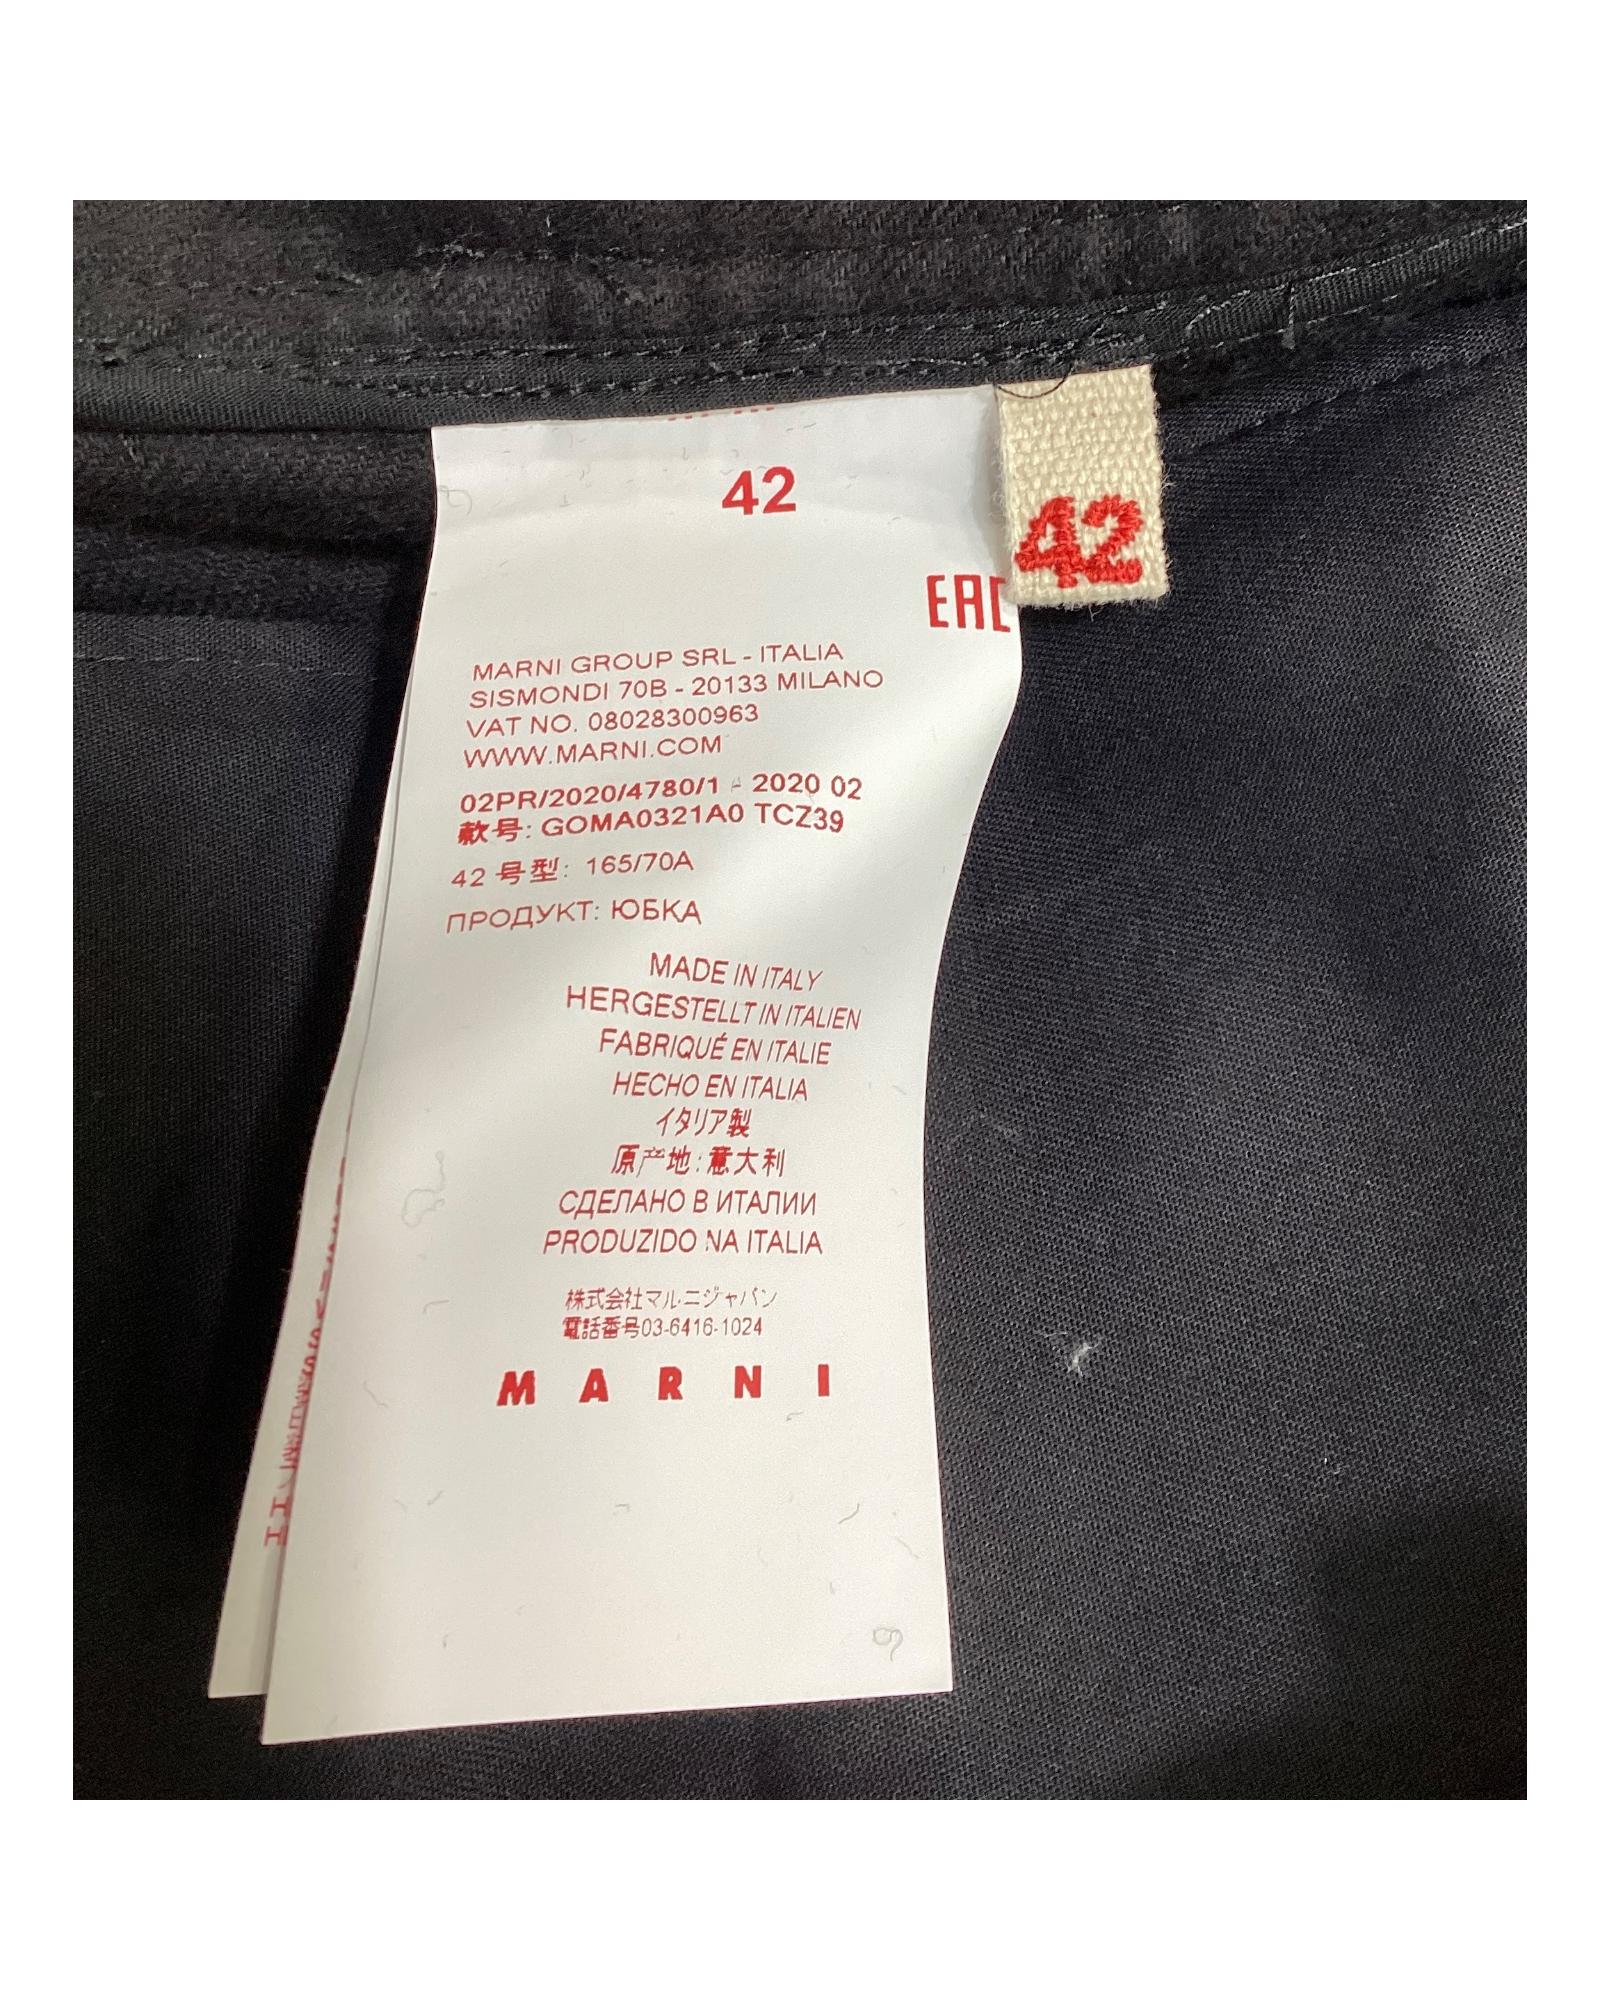 42
42
EAC
MARNI GROUP SRL - ITALIA
SISMONDI 70B - 20133 MILANO
VAT NO. 08028300963
WWW.MARNI.COM
02PR/2020/4780/1 - 2020 02
款号: GOMA0321A0 TCZ39
42 号型: 165/70A
ПРОДУКТ: ЮБКА
MADE IN ITALY
HERGESTELLT IN ITALIEN
FABRIQUÉ EN ITALIE
HECHO EN ITALIA
イタリア製
原产地:意大利
СДЕЛАНО В ИТАЛИИ
PRODUZIDO NA ITALIA
株式会社マルニジャパン
電話番号03-6416-1024
MARNI